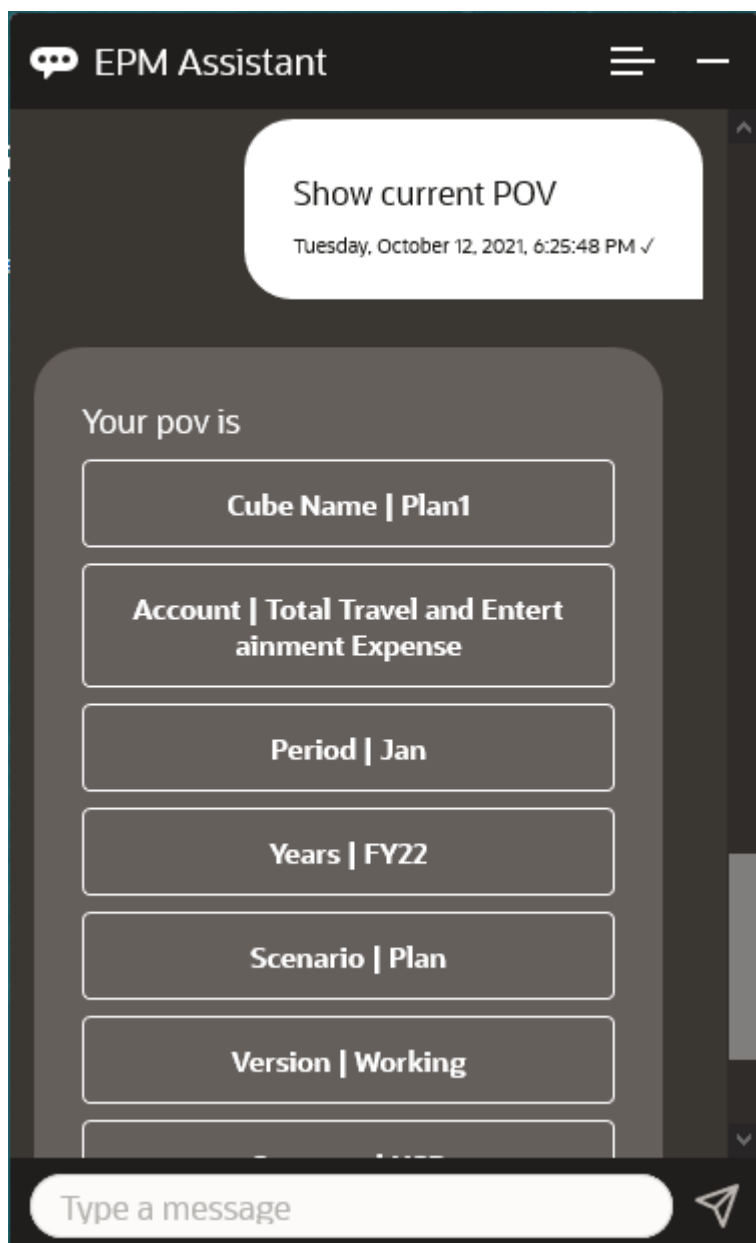 EPM Assistant
Show current POV
Tuesday, October 12, 2021, 6:25:48 PM ✓
Your pov is
Cube Name | Plan1
Account | Total Travel and Entert
ainment Expense
Period | Jan
Years | FY22
Scenario | Plan
Version | Working
Type a message